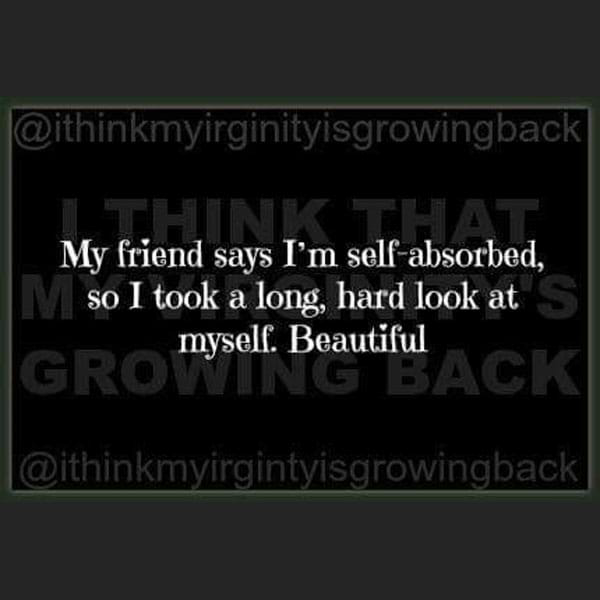 @ithinkmyirginityisgrowingback
I THINK THAT
My friend says I'm self-absorbed,
MY VIRGINITY'S
so I took a long, hard look at
myself. Beautiful
GROWING BACK
@ithinkmyirgintyisgrowingback